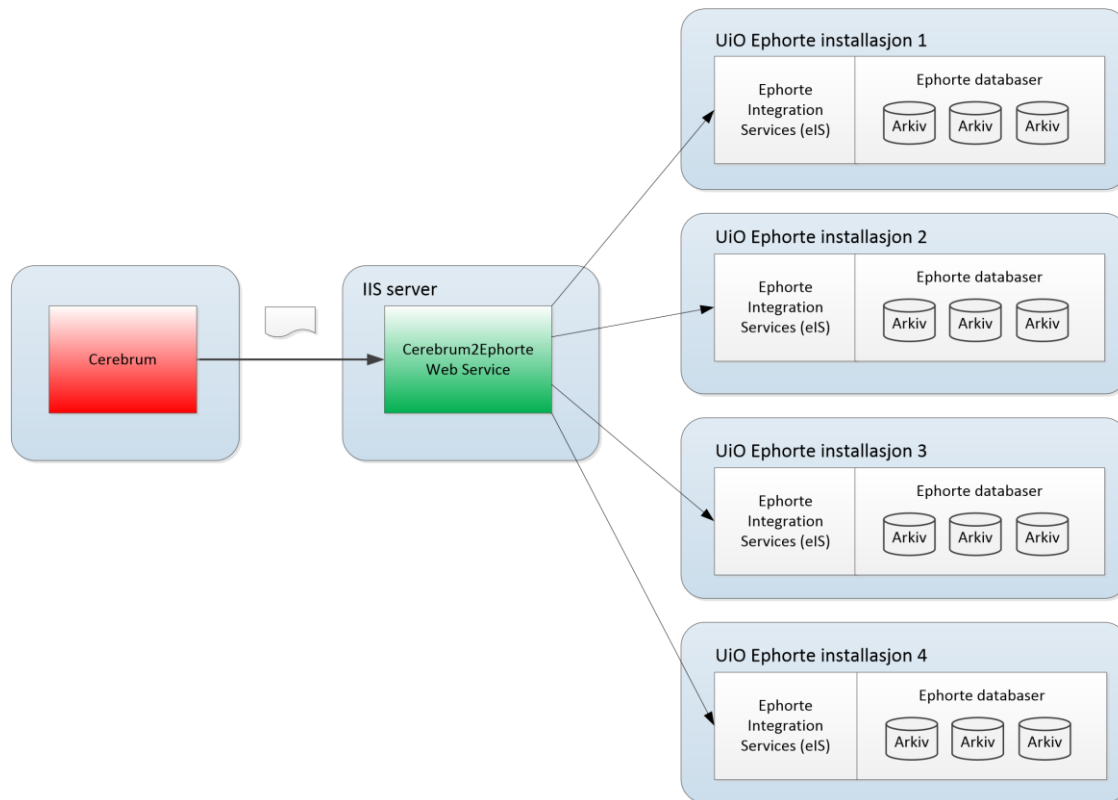 Cerebrum
IIS server
Cerebrum2Ephorte
Web Service
UiO Ephorte installasjon 1
Ephorte
Integration
Services (eIS)
Ephorte databaser
Arkiv Arkiv Arkiv
UiO Ephorte installasjon 2
Ephorte
Integration
Services (eIS)
Ephorte databaser
Arkiv Arkiv Arkiv
UiO Ephorte installasjon 3
Ephorte
Integration
Services (eIS)
Ephorte databaser
Arkiv Arkiv Arkiv
UiO Ephorte installasjon 4
Ephorte
Integration
Services (eIS)
Ephorte databaser
Arkiv Arkiv Arkiv